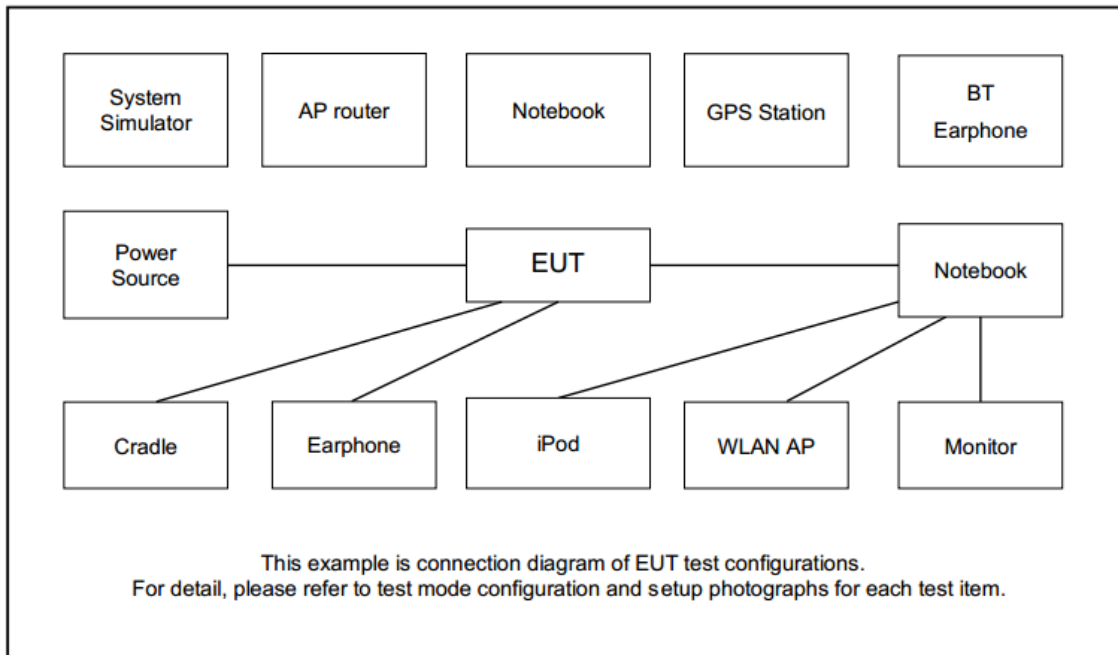 System
Simulator
AP router
Notebook
GPS Station
BT
Earphone
Power
Source
EUT
Notebook
Cradle
Earphone
iPod
WLAN AP
Monitor
This example is connection diagram of EUT test configurations.
For detail, please refer to test mode configuration and setup photographs for each test item.